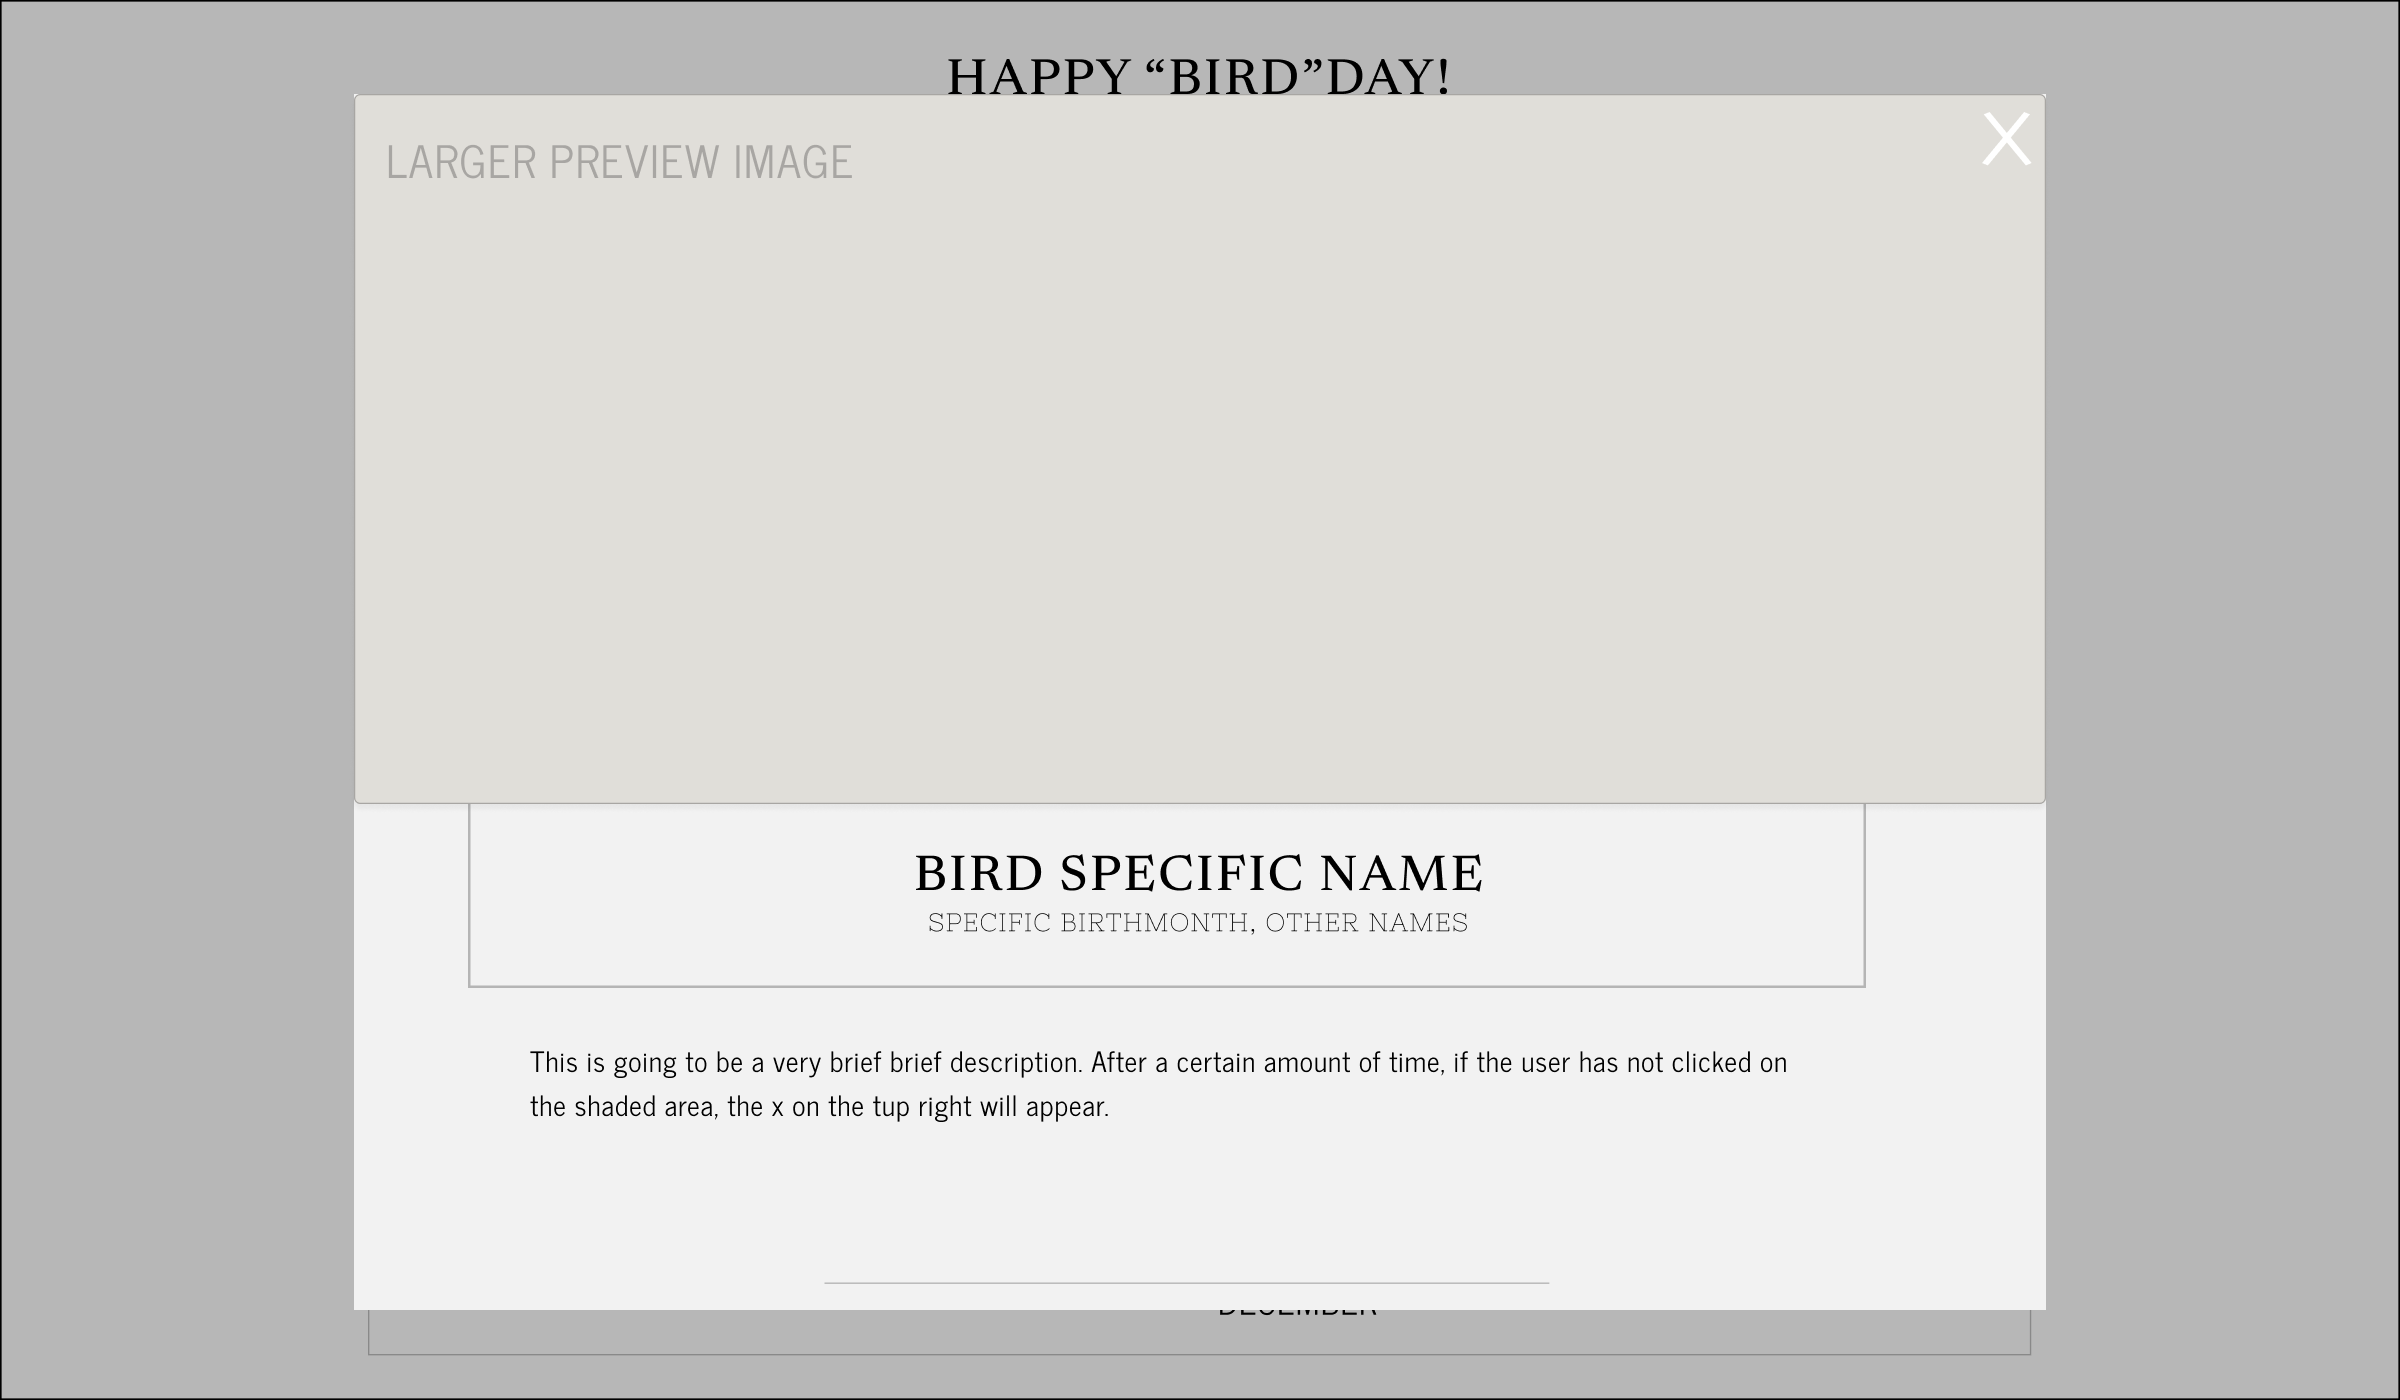 HAPPY “BIRD”DAY!
X
LARGER PREVIEW IMAGE
BIRD SPECIFIC NAME
SPECIFIC BIRTHMONTH, OTHER NAMES
This is going to be a very brief brief description. After a certain amount of time, if the user has not clicked on
the shaded area, the x on the tup right will appear.
DECEMBER